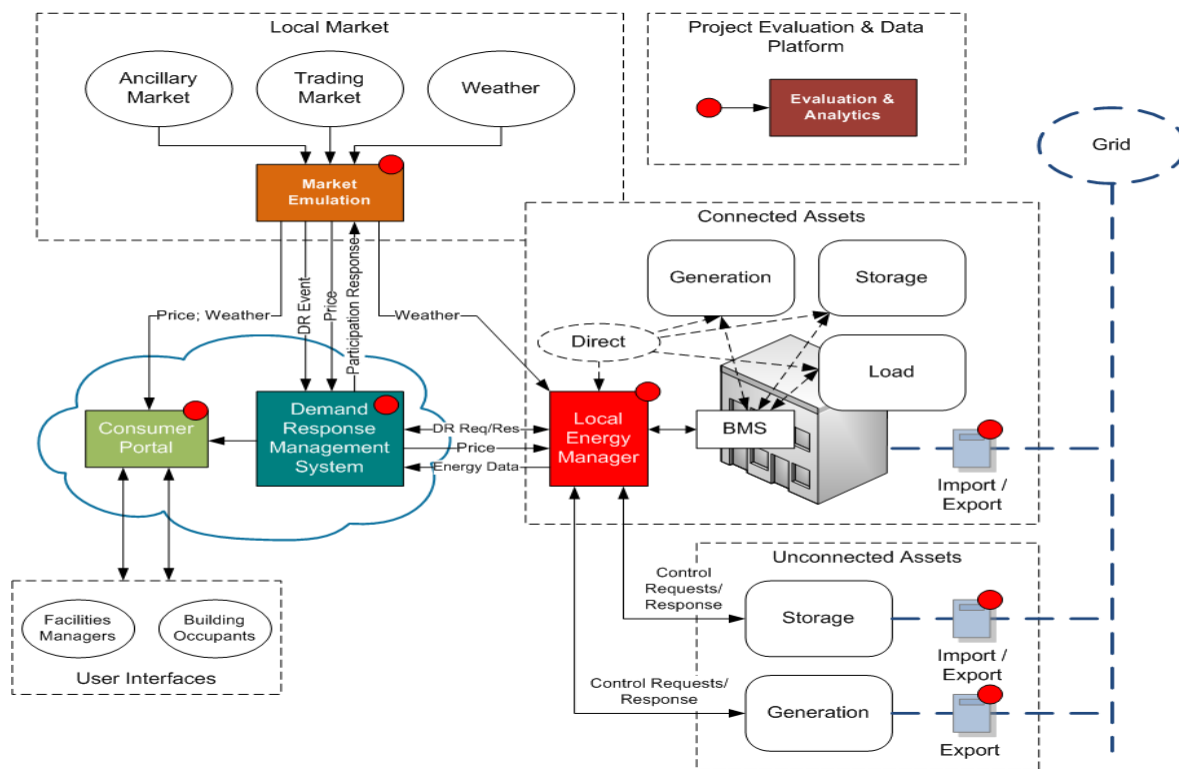 Local Market
Ancillary
Market
Trading
Market
Weather
Market
Emulation
Project Evaluation & Data
Platform
Evaluation &
Analytics
Grid
Price; Weather
DR Event
Price
Participation Response
Weather
Connected Assets
Generation
Storage
Direct
Load
BMS
Local
Energy
Manager
Import /
Export
Consumer
Portal
Demand
Response
Management
System
DR Req/Res
Price
Energy Data
Unconnected Assets
Control
Requests/
Response
Storage
Import /
Export
Control Requests/
Response
Generation
Export
Facilities
Managers
Building
Occupants
User Interfaces